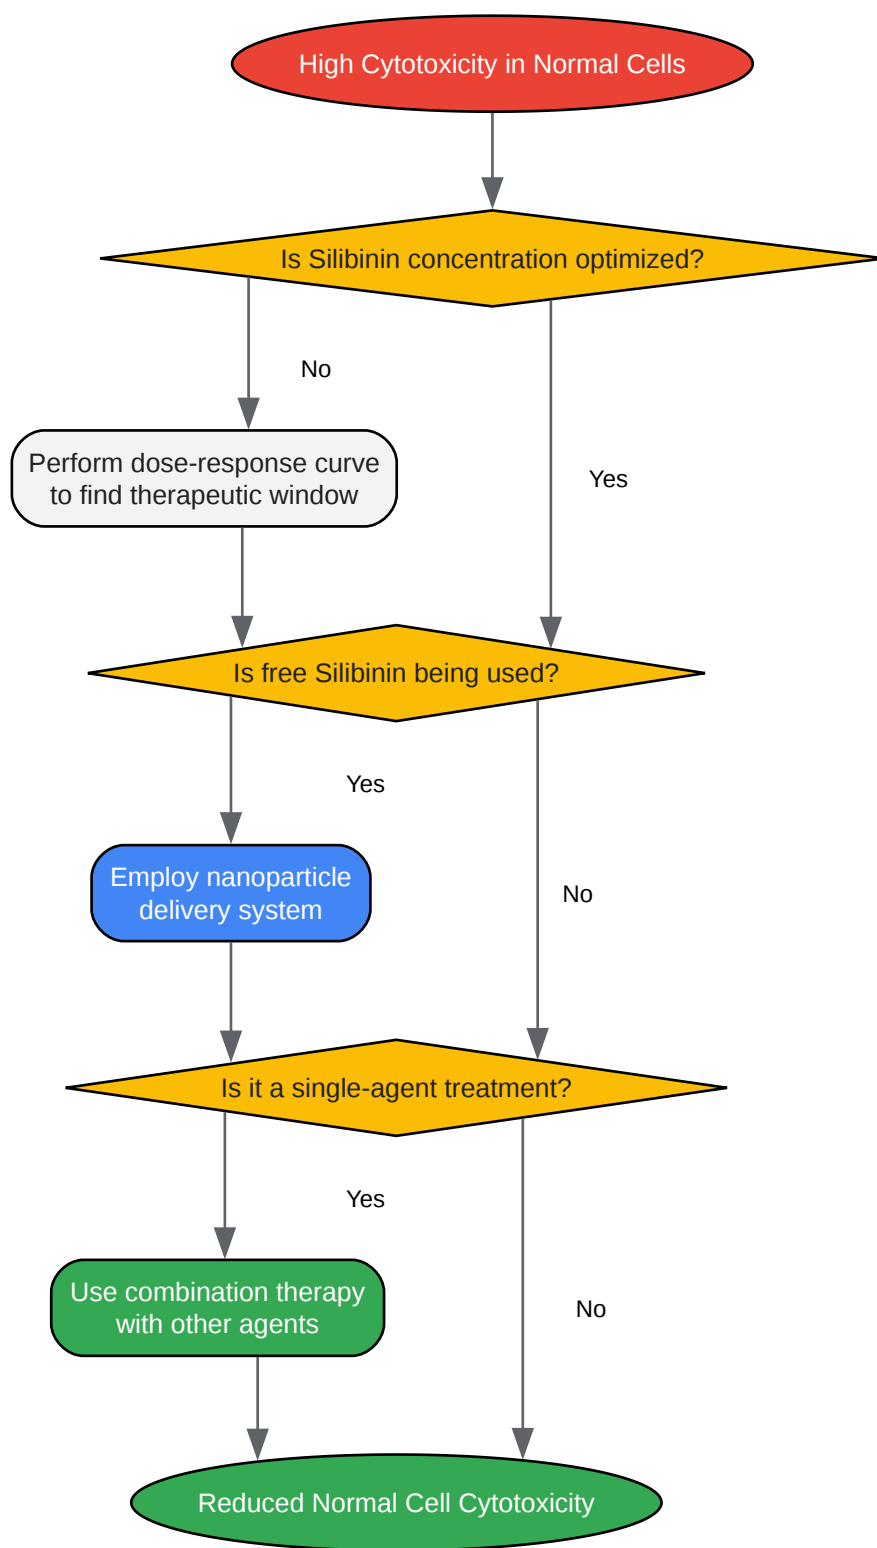 High Cytotoxicity in Normal Cells
Is Silibinin concentration optimized?
No
Perform dose-response curve
to find therapeutic window
Yes
Is free Silibinin being used?
Yes
Employ nanoparticle
delivery system
No
Is it a single-agent treatment?
Yes
Use combination therapy
with other agents
No
Reduced Normal Cell Cytotoxicity